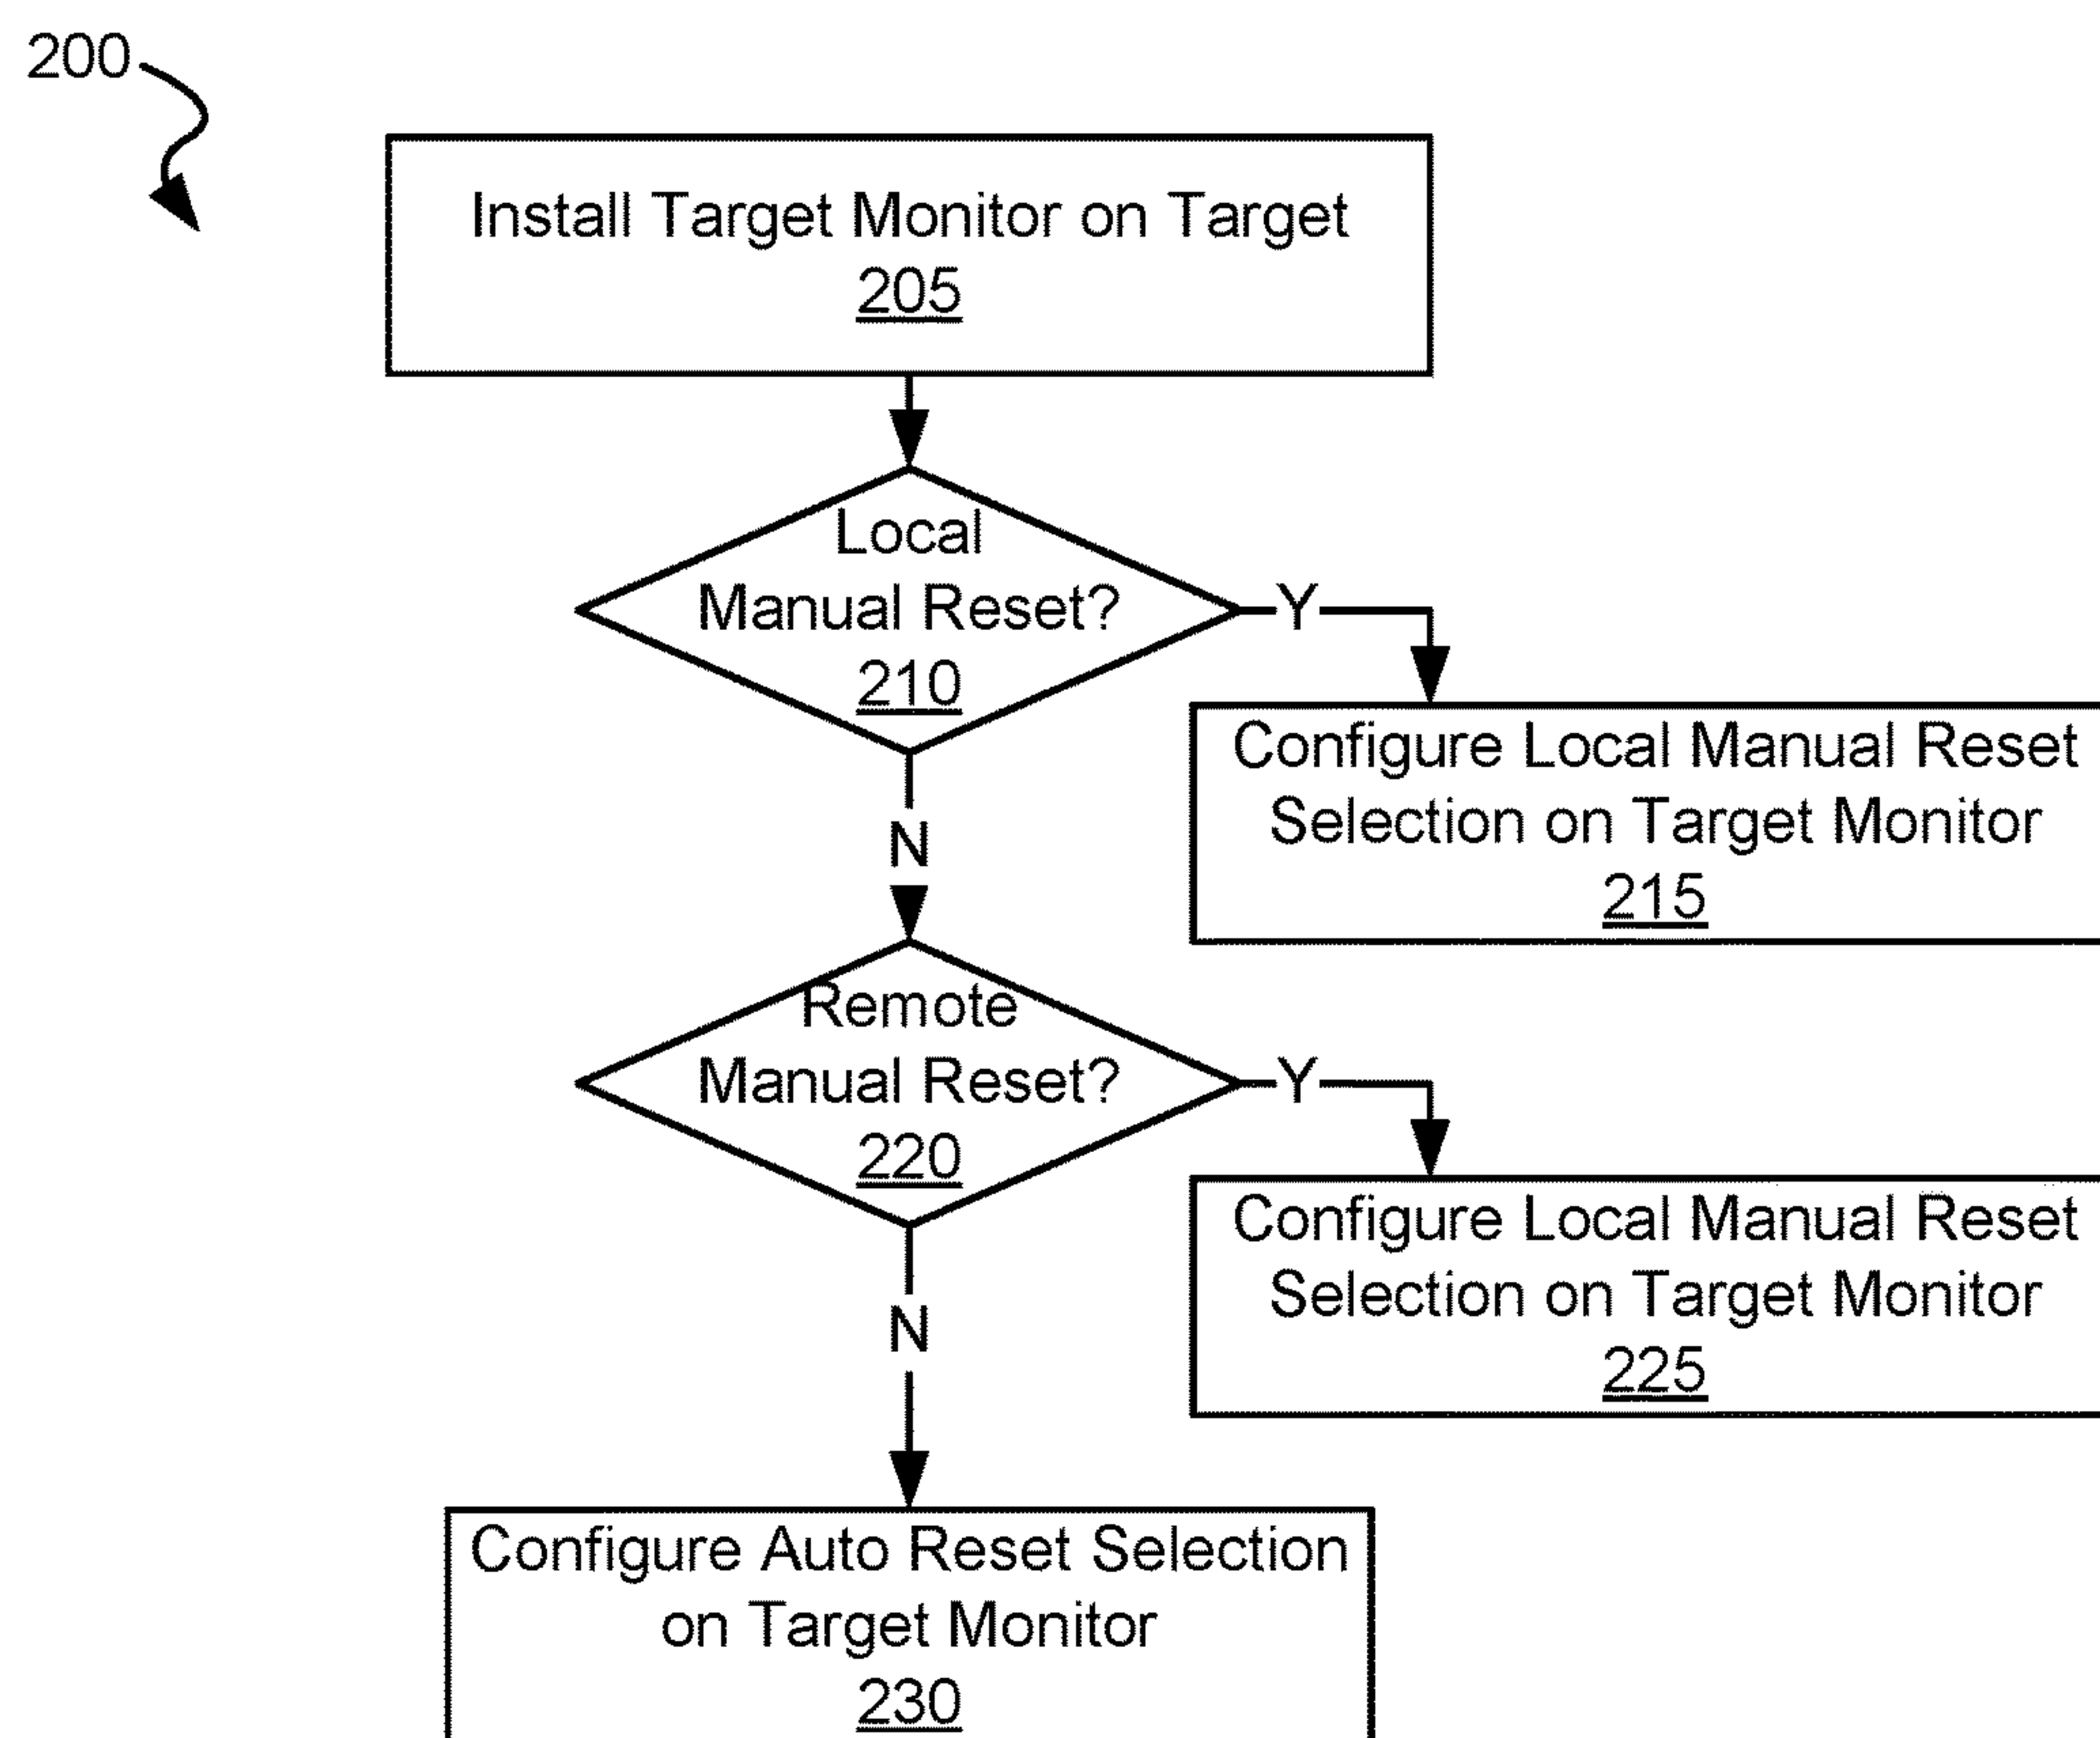 200
Install Target Monitor on Target
205
Local
Manual Reset?
210
Y
Configure Local Manual Reset
Selection on Target Monitor
215
N
Remote
Manual Reset?
220
Y
Configure Local Manual Reset
Selection on Target Monitor
225
N
Configure Auto Reset Selection
on Target Monitor
230